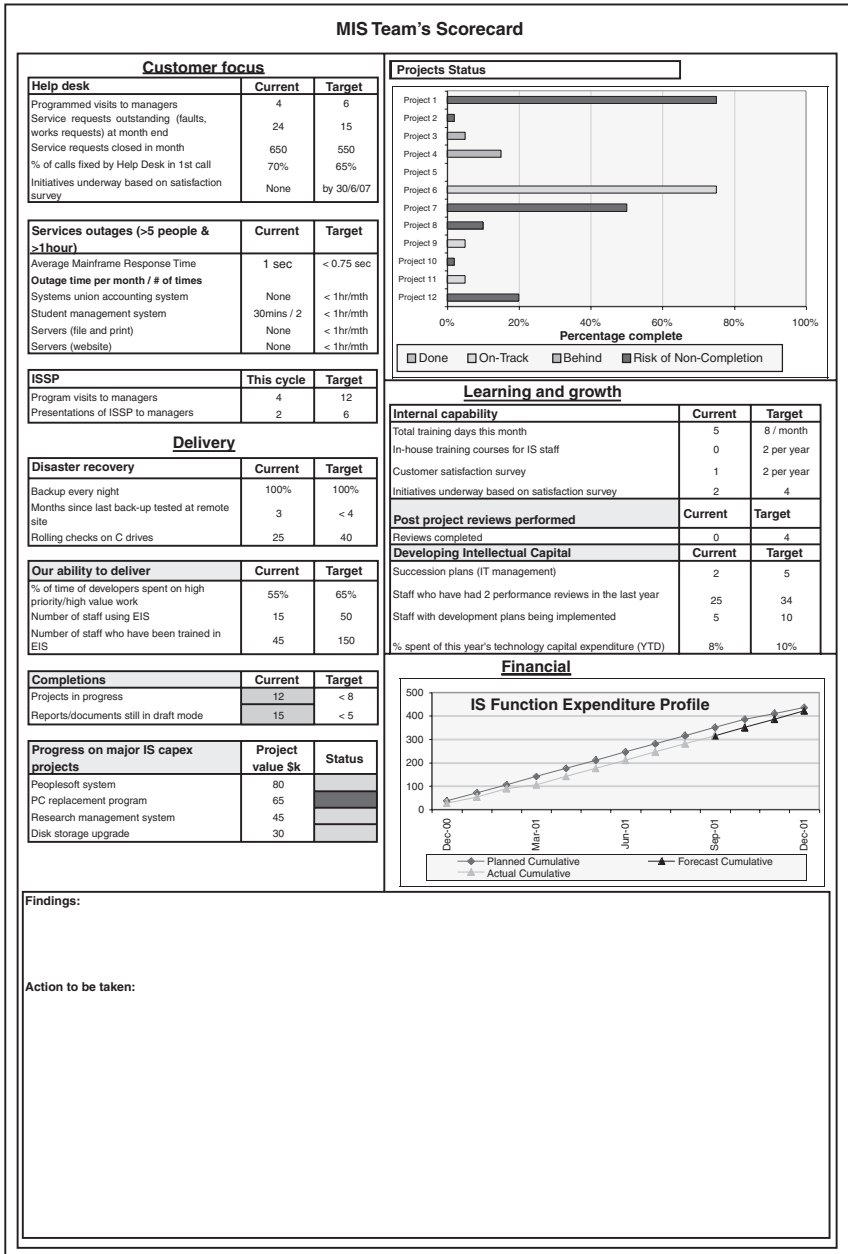 MIS Team's Scorecard
Customer focus
Help desk Current Target
Programmed visits to managers 4 6
Service requests outstanding (faults,
works requests) at month end 24 15
Service requests closed in month 650 550
% of calls fixed by Help Desk in 1st call 70% 65%
Initiatives underway based on satisfaction
survey None by 30/6/07
Services outages (>5 people &
>1hour) Current Target
Average Mainframe Response Time 1 sec < 0.75 sec
Outage time per month / # of times
Systems union accounting system None < 1hr/mth
Student management system 30mins / 2 < 1hr/mth
Servers (file and print) None < 1hr/mth
Servers (website) None < 1hr/mth
ISSP This cycle Target
Program visits to managers 4 12
Presentations of ISSP to managers 2 6
Delivery
Disaster recovery Current Target
Backup every night 100% 100%
Months since last back-up tested at remote
site 3 < 4
Rolling checks on C drives 25 40
Our ability to deliver Current Target
% of time of developers spent on high
priority/high value work 55% 65%
Number of staff using EIS 15 50
Number of staff who have been trained in
EIS 45 150
Completions Current Target
Projects in progress 12 < 8
Reports/documents still in draft mode 15 < 5
Progress on major IS capex
projects Project
value $k Status
Peoplesoft system 80
PC replacement program 65
Research management system 45
Disk storage upgrade 30
Projects Status
Project 1
Project 2
Project 3
Project 4
Project 5
Project 6
Project 7
Project 8
Project 9
Project 10
Project 11
Project 12
0% 20% 40% 60% 80% 100%
Percentage complete
Done On-Track Behind Risk of Non-Completion
Learning and growth
Internal capability Current Target
Total training days this month 5 8 / month
In-house training courses for IS staff 0 2 per year
Customer satisfaction survey 1 2 per year
Initiatives underway based on satisfaction survey 2 4
Post project reviews performed Current Target
Reviews completed 0 4
Developing Intellectual Capital Current Target
Succession plans (IT management) 2 5
Staff who have had 2 performance reviews in the last year 25 34
Staff with development plans being implemented 5 10
% spent of this year's technology capital expenditure (YTD) 8% 10%
Financial
IS Function Expenditure Profile
500
400
300
200
100
0
Dec-00 Mar-01 Jun-01 Sep-01 Dec-01
Planned Cumulative Forecast Cumulative
Actual Cumulative
Findings:
Action to be taken: